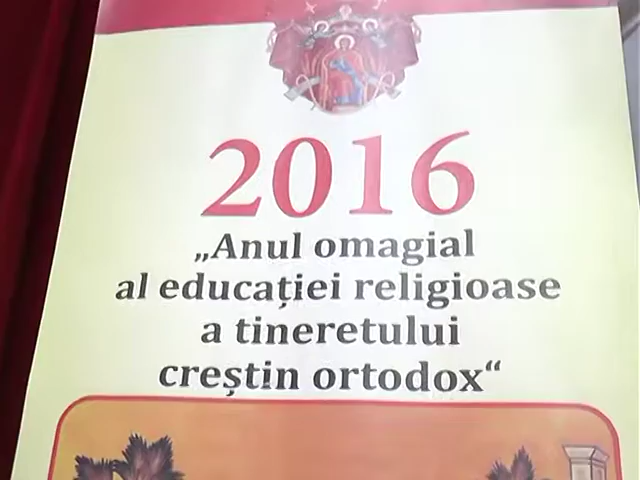 2016
„Anul omagial
al educației religioase
a tineretului
creștin ortodox“